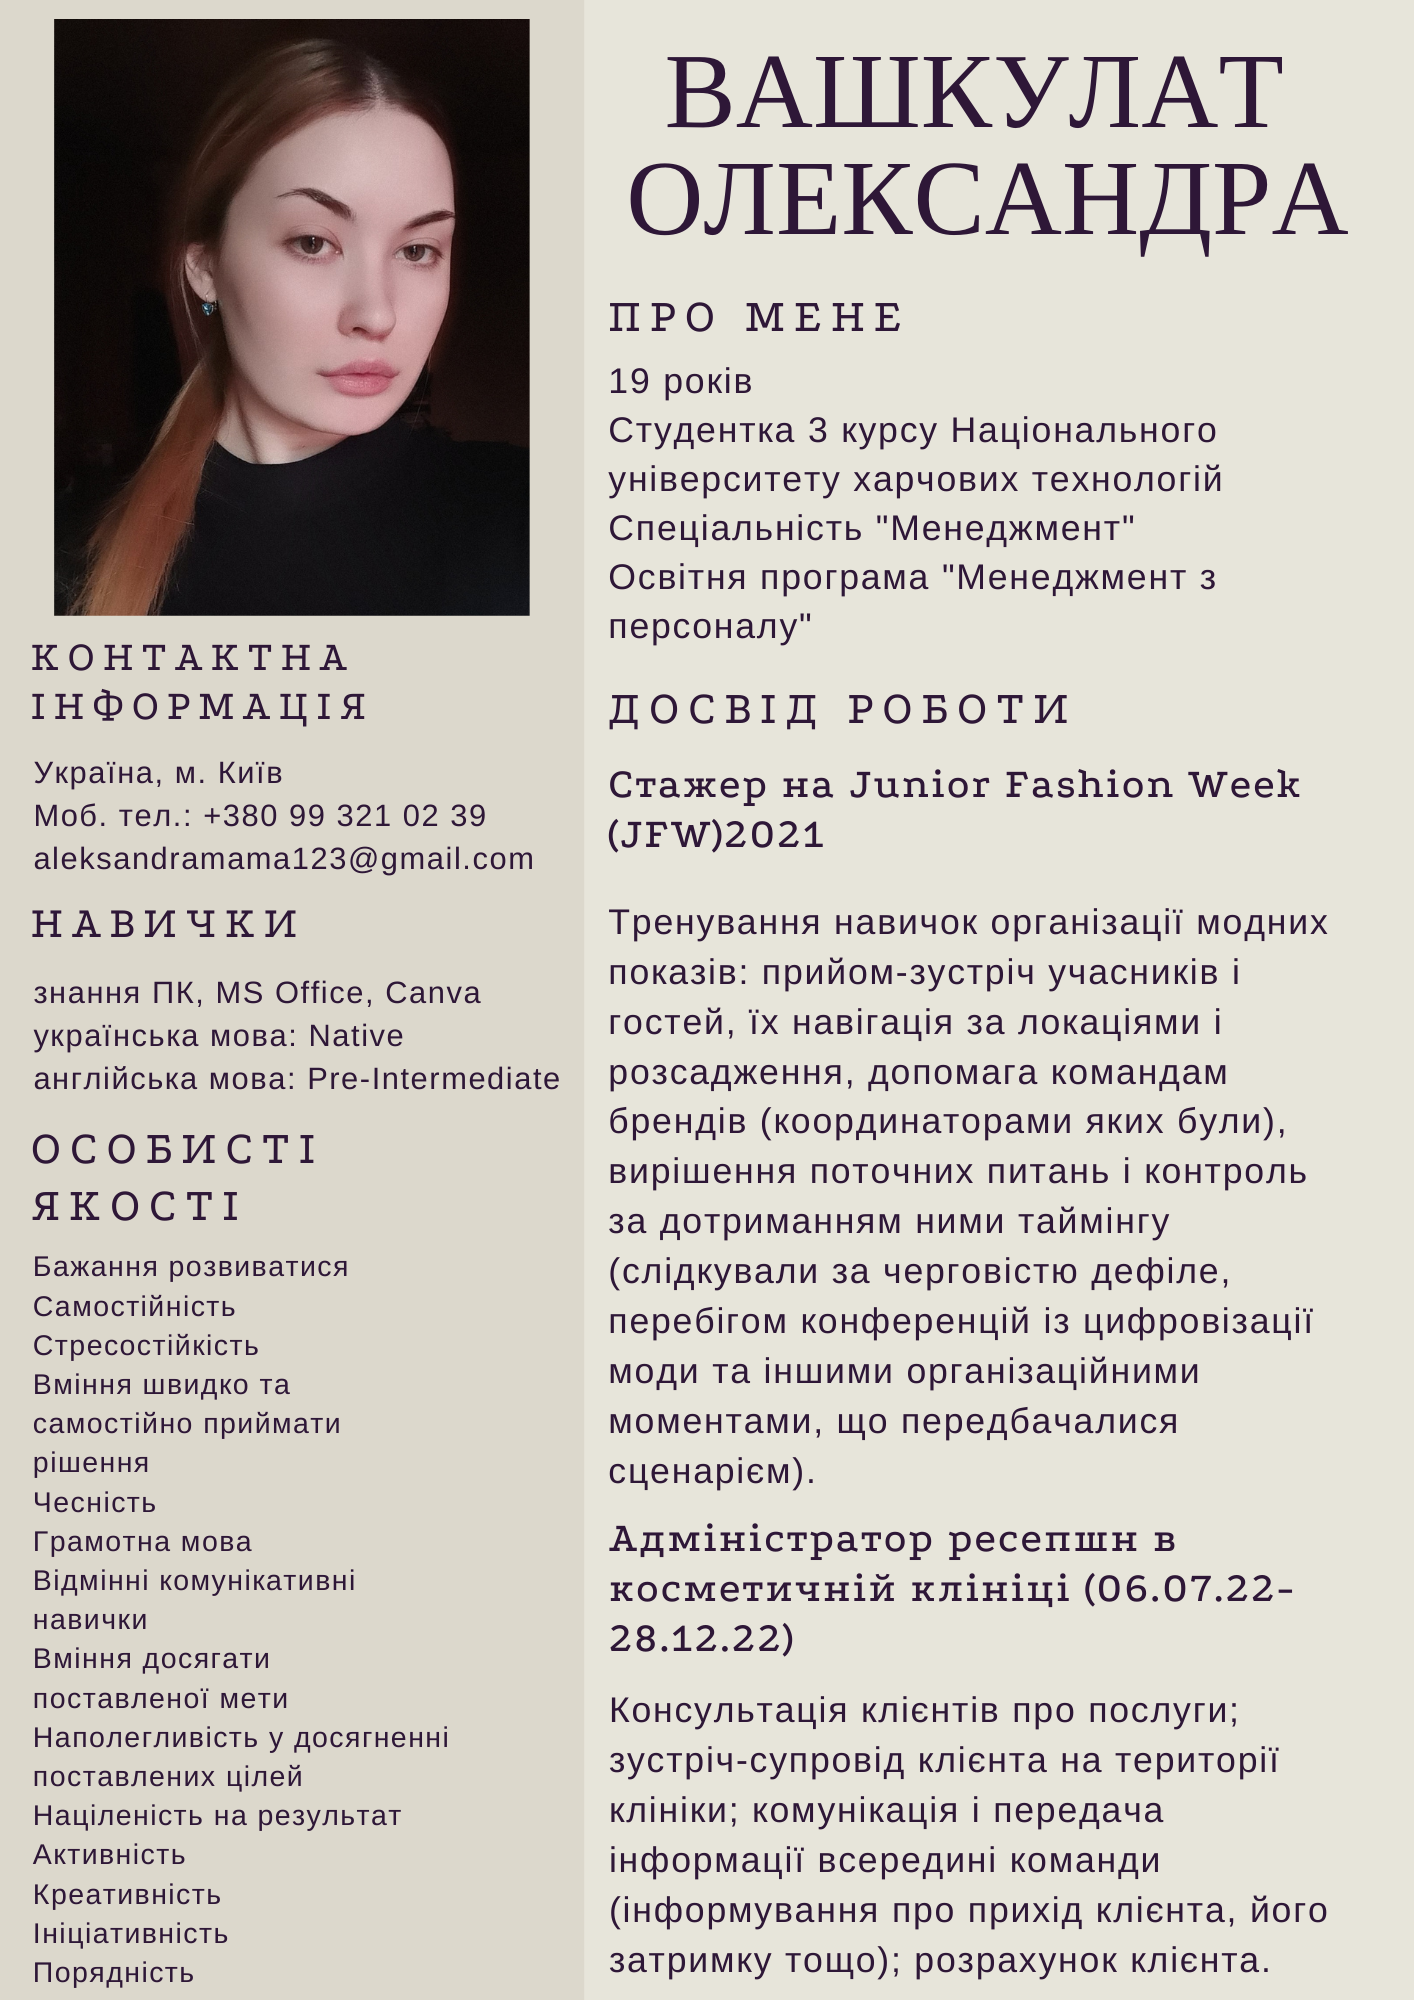 ВАШКУЛАТ
ОЛЕКСАНДРА
КОНТАКТНА
ІНФОРМАЦІЯ
Україна, м. Київ
Моб. тел.: +380 99 321 02 39
aleksandramama123@gmail.com
НАВИЧКИ
знання ПК, MS Office, Canva
українська мова: Native
англійська мова: Pre-Intermediate
ОСОБИСТІ
ЯКОСТІ
Бажання розвиватися
Самостійність
Стресостійкість
Вміння швидко та
самостійно приймати
рішення
Чесність
Грамотна мова
Відмінні комунікативні
навички
Вміння досягати
поставленої мети
Наполегливість у досягненні
поставлених цілей
Націленість на результат
Активність
Креативність
Ініціативність
Порядність
ПРО МЕНЕ
19 років
Студентка 3 курсу Національного
університету харчових технологій
Спеціальність "Менеджмент"
Освітня програма "Менеджмент з
персоналу"
ДОСВІД РОБОТИ
Стажер на Junior Fashion Week
(JFW)2021
Тренування навичок організації модних
показів: прийом-зустріч учасників і
гостей, їх навігація за локаціями і
розсадження, допомага командам
брендів (координаторами яких були),
вирішення поточних питань і контроль
за дотриманням ними таймінгу
(слідкували за черговістю дефіле,
перебігом конференцій із цифровізації
моди та іншими організаційними
моментами, що передбачалися
сценарієм).
Адміністратор ресепшн в
косметичній клініці (06.07.22-
28.12.22)
Консультація клієнтів про послуги;
зустріч-супровід клієнта на території
клініки; комунікація і передача
інформації всередині команди
(інформування про прихід клієнта, його
затримку тощо); розрахунок клієнта.